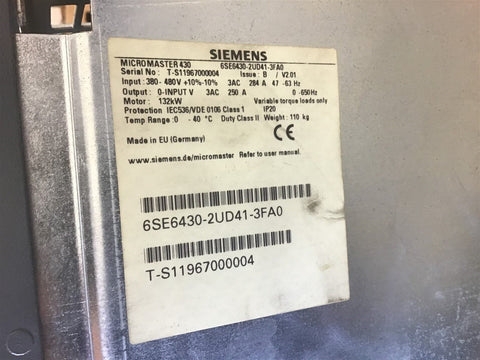 SIEMENS
MICROMASTER 430 6SE6430-2UD41-3FA0
Serial No : T-S11967000004 Issue : B / V2.01
Input : 380 - 480V +10% -10% 3AC 284 A 47 - 63 Hz
Output : 0-INPUT V 3AC 250 A 0 - 650Hz
Motor : 132kW Variable torque loads only
Protection IEC536/VDE 0106 Class 1 IP20
Temp Range :0 - 40 °C Duty Class II Weight: 110 kg
Made in EU (Germany) CE
www.siemens.de/micromaster Refer to user manual.
6SE6430-2UD41-3FA0
T-S11967000004